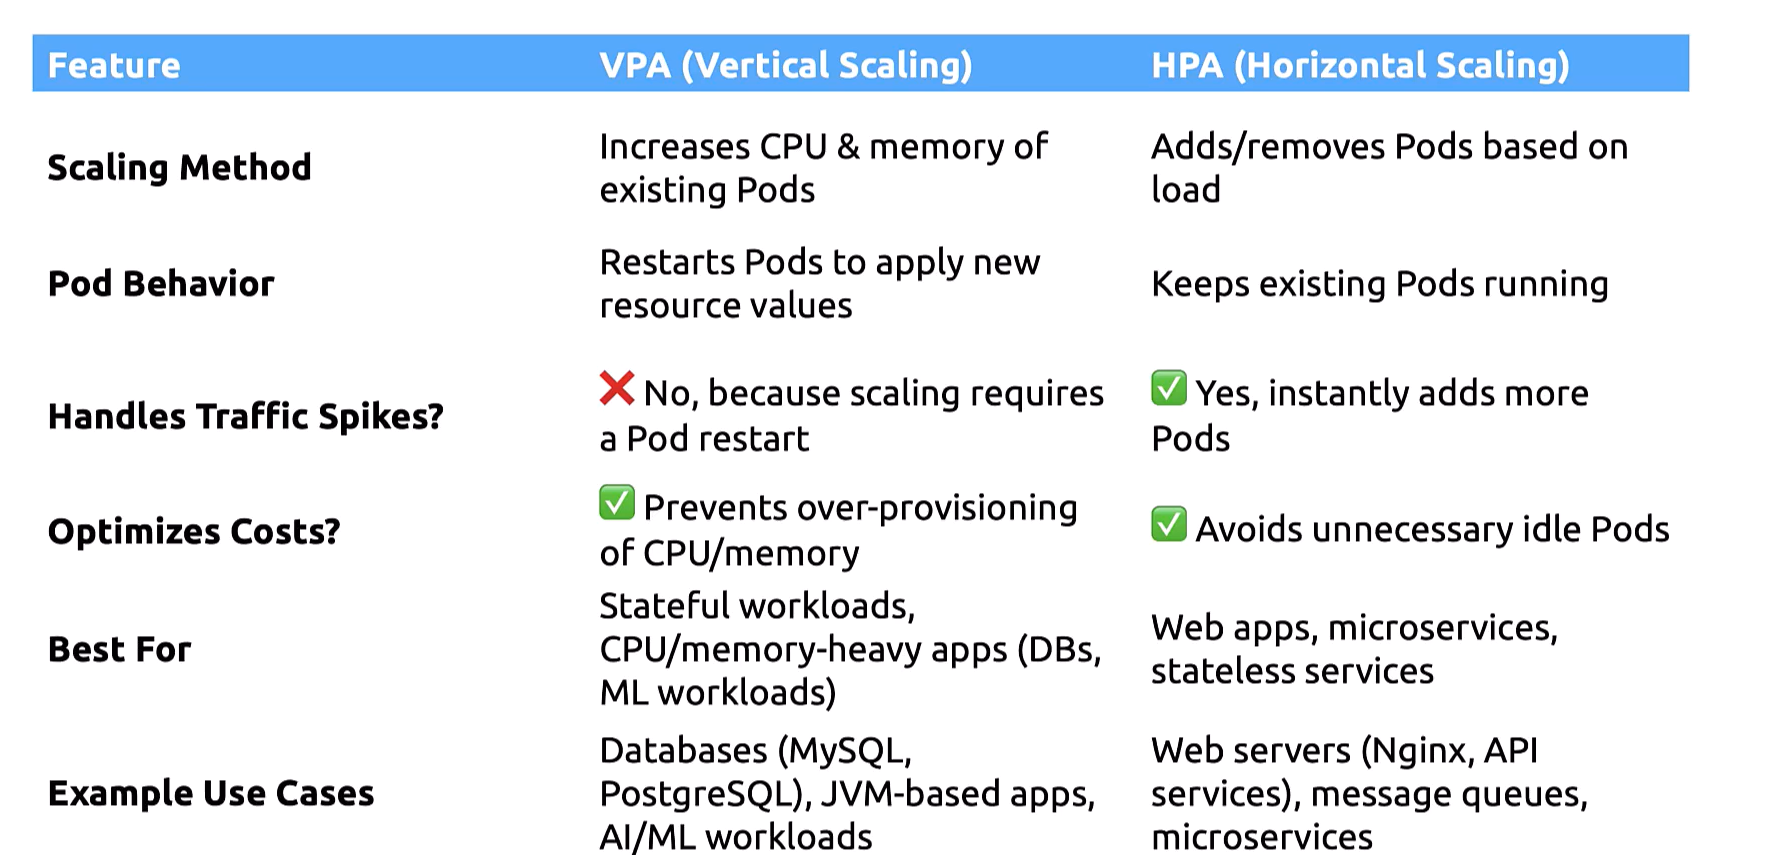 Feature VPA (Vertical Scaling) HPA (Horizontal Scaling)
Scaling Method
Increases CPU & memory of
existing Pods
Adds/removes Pods based on
load
Pod Behavior
Restarts Pods to apply new
resource values
Keeps existing Pods running
Handles Traffic Spikes?
❌ No, because scaling requires
a Pod restart
✅ Yes, instantly adds more
Pods
Optimizes Costs?
✅ Prevents over-provisioning
of CPU/memory
✅ Avoids unnecessary idle Pods
Best For
Stateful workloads,
CPU/memory-heavy apps (DBs,
ML workloads)
Web apps, microservices,
stateless services
Example Use Cases
Databases (MySQL,
PostgreSQL), JVM-based apps,
AI/ML workloads
Web servers (Nginx, API
services), message queues,
microservices